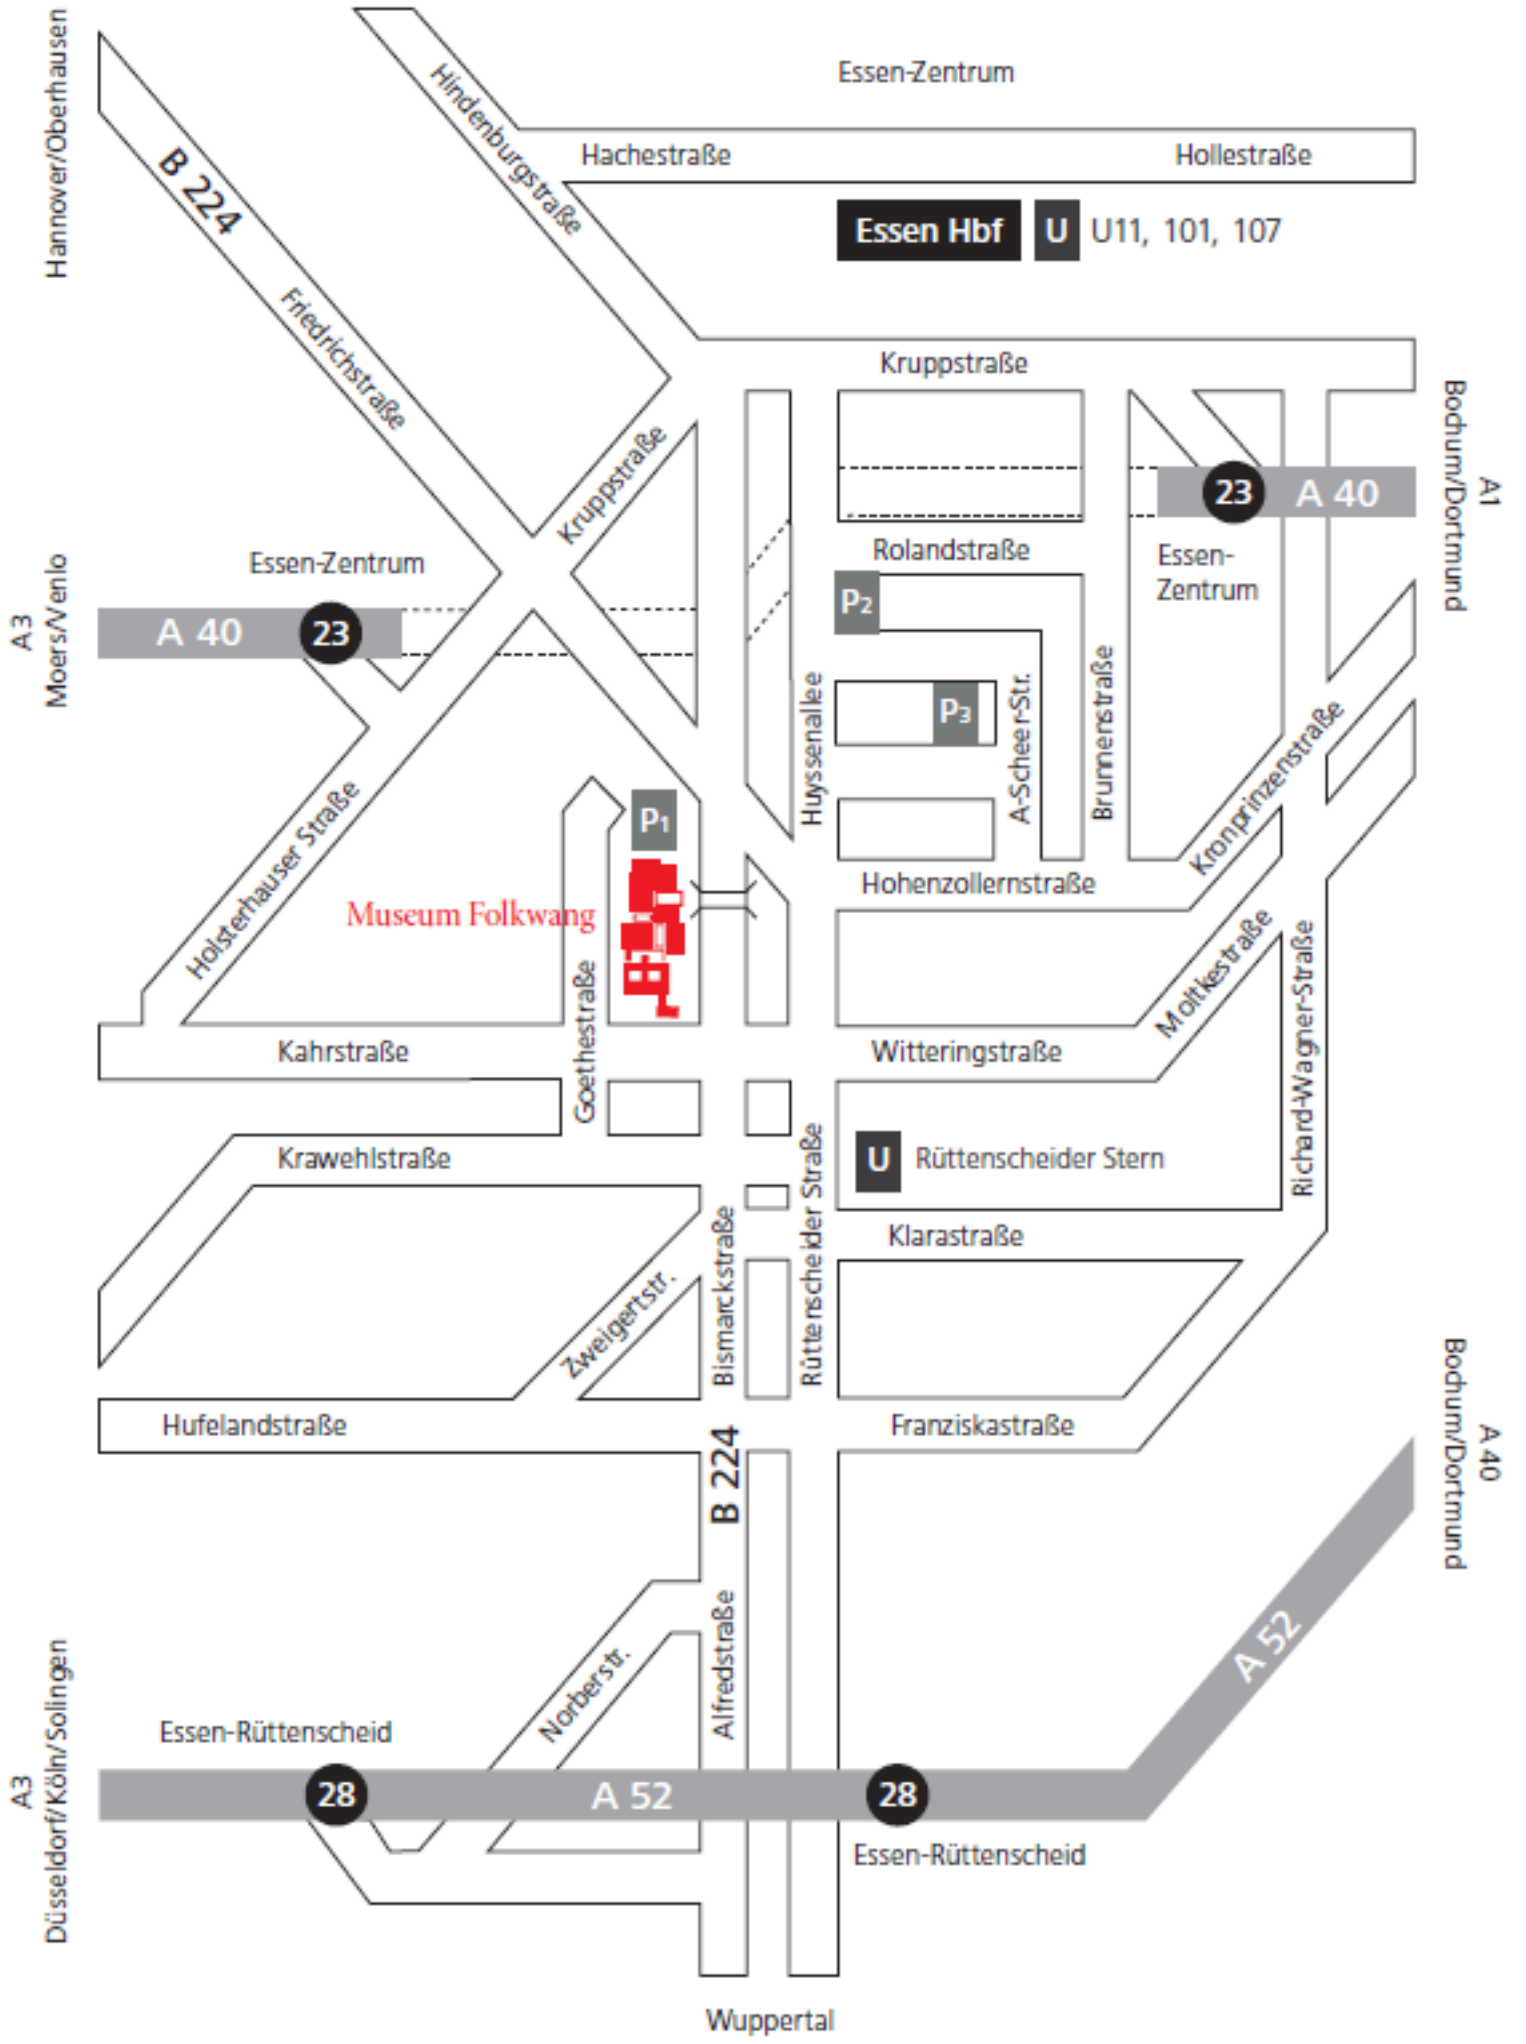 Hannover/Oberhausen
Essen-Zentrum
Hindenburgstraße
Hachestraße
Hollestraße
B 224
Essen Hbf U U11, 101, 107
Friedrichstraße
Kruppstraße
Kruppstraße
A1
Bochum/Dortmund
23 A 40
Essen-Zentrum
Rolandstraße
Essen-
Zentrum
A3
Moers/Venlo
A 40 23
P2
Huyssenallee
P3
A-Scheer-Str.
Brunnenstraße
Kronprinzenstraße
P1
Holsterhauser Straße
Museum Folkwang
Hohenzollernstraße
Moltkestraße
Richard-Wagner-Straße
Goethestraße
Kahrstraße
Witteringstraße
Krawehlstraße
U Rüttenscheider Stern
Rüttenscheider Straße
Bismarckstraße
Klarastraße
Zweigertstr.
Hufelandstraße
Franziskastraße
B 224
A 40
Bochum/Dortmund
Alfredstraße
Norberstr.
A 52
Essen-Rüttenscheid
A3
Düsseldorf/Köln/Solingen
28 A 52 28
Essen-Rüttenscheid
Wuppertal